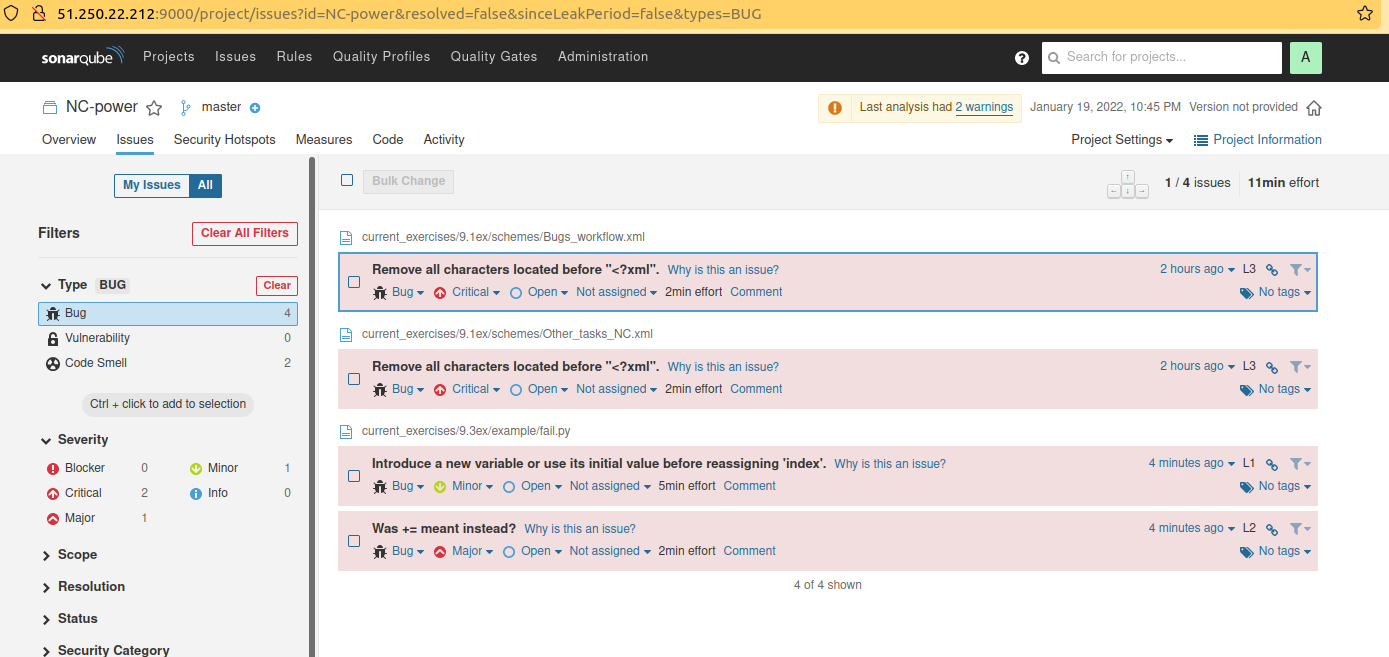 51.250.22.212:9000/project/issues?id=NC-power&resolved=false&sinceLeakPeriod=false&types=BUG
sonarqube Projects Issues Rules Quality Profiles Quality Gates Administration ? Search for projects... A
NC-power master Last analysis had 2 warnings January 19, 2022, 10:45 PM Version not provided
Overview Issues Security Hotspots Measures Code Activity Project Settings Project Information
My Issues All
Bulk Change
1 / 4 issues 11min effort
Filters Clear All Filters
Type BUG Clear
Bug 4
Vulnerability 0
Code Smell 2
Ctrl + click to add to selection
Severity
Blocker 0 Minor 1
Critical 2 Info 0
Major 1
Scope
Resolution
Status
Security Category
current_exercises/9.1ex/schemes/Bugs_workflow.xml
Remove all characters located before "<?xml". Why is this an issue? 2 hours ago L3
Bug Critical Open Not assigned 2min effort Comment No tags
current_exercises/9.1ex/schemes/Other_tasks_NC.xml
Remove all characters located before "<?xml". Why is this an issue? 2 hours ago L3
Bug Critical Open Not assigned 2min effort Comment No tags
current_exercises/9.3ex/example/fail.py
Introduce a new variable or use its initial value before reassigning 'index'. Why is this an issue? 4 minutes ago L1
Bug Minor Open Not assigned 5min effort Comment No tags
Was += meant instead? Why is this an issue? 4 minutes ago L2
Bug Major Open Not assigned 2min effort Comment No tags
4 of 4 shown